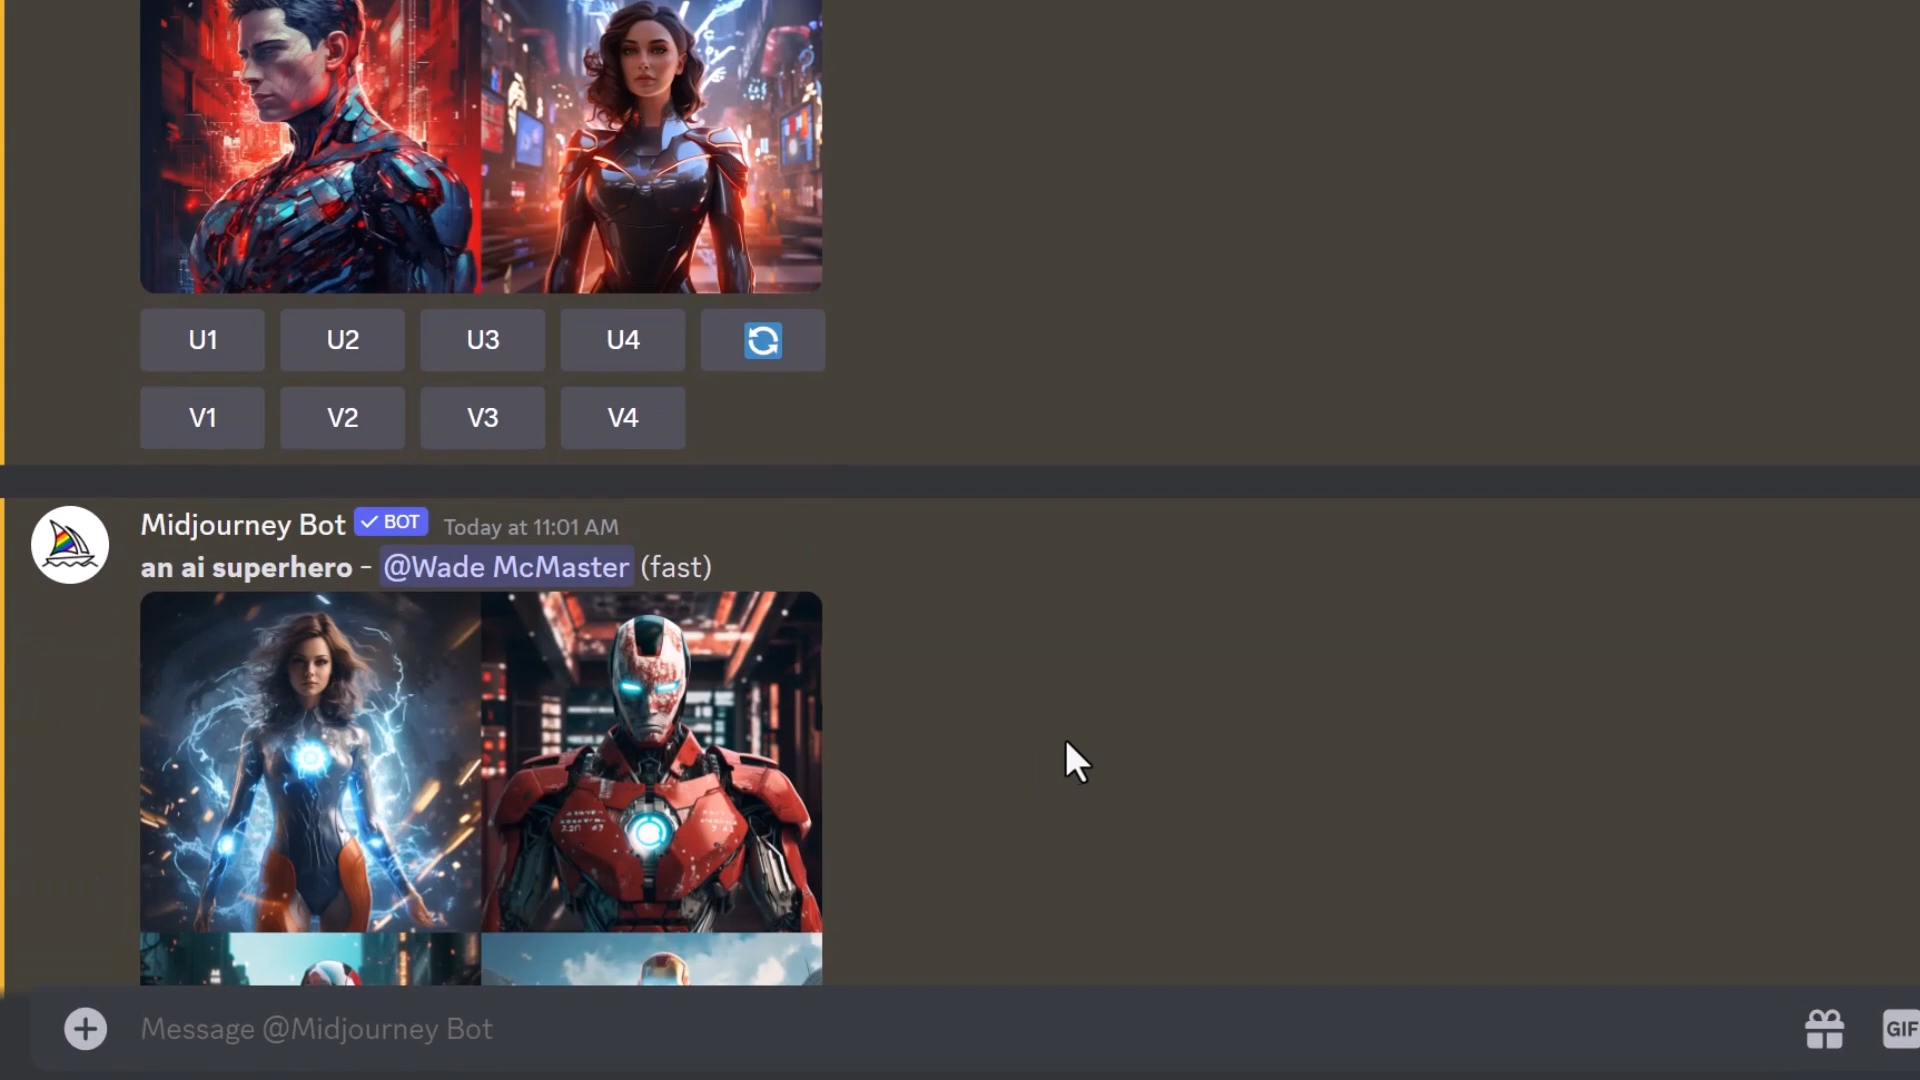 U1 U2 U3 U4
V1 V2 V3 V4
Midjourney Bot ✓ BOT Today at 11:01 AM
an ai superhero - @Wade McMaster (fast)
Message @Midjourney Bot
GIF